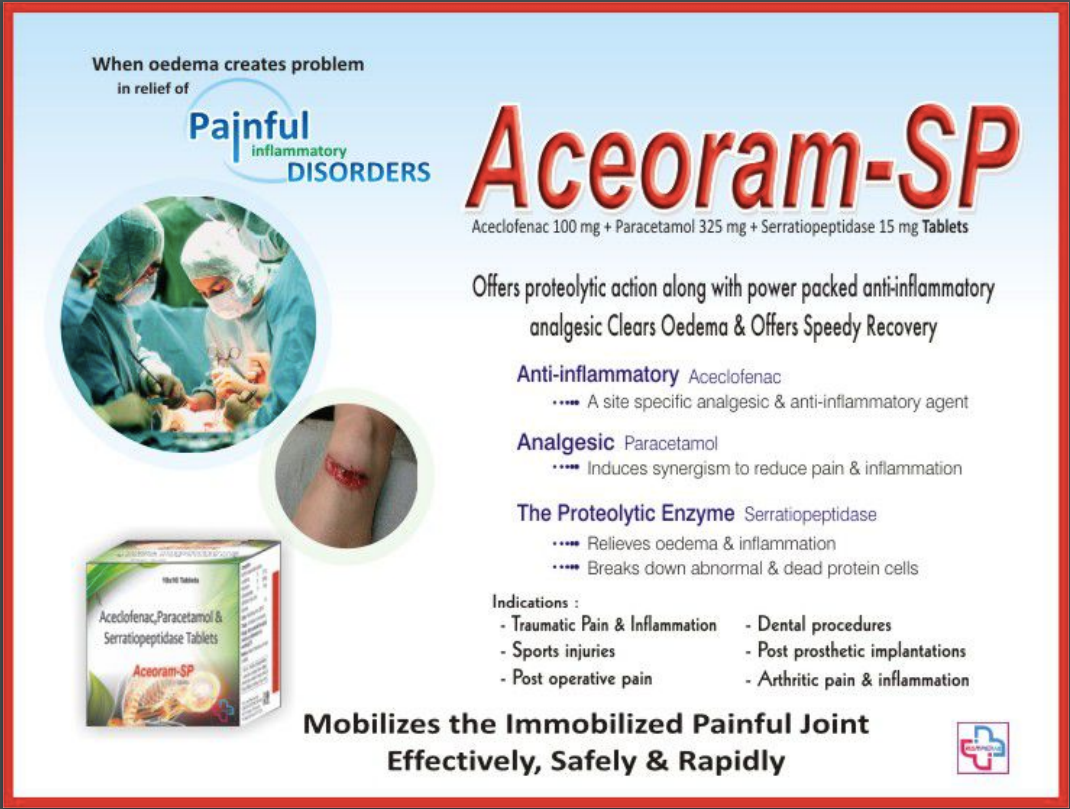 When oedema creates problem
in relief of
Painful
inflammatory
DISORDERS
Aceoram-SP
Aceclofenac 100 mg + Paracetamol 325 mg + Serratiopeptidase 15 mg Tablets
Offers proteolytic action along with power packed anti-inflammatory
analgesic Clears Oedema & Offers Speedy Recovery
Anti-inflammatory Aceclofenac
A site specific analgesic & anti-inflammatory agent
Analgesic Paracetamol
Induces synergism to reduce pain & inflammation
The Proteolytic Enzyme Serratiopeptidase
Relieves oedema & inflammation
Breaks down abnormal & dead protein cells
10x10 Tablets
Aceclofenac,Paracetamol &
Serratiopeptidase Tablets
Aceoram-SP
Indications :
- Traumatic Pain & Inflammation
- Sports injuries
- Post operative pain
- Dental procedures
- Post prosthetic implantations
- Arthritic pain & inflammation
Mobilizes the Immobilized Painful Joint
Effectively, Safely & Rapidly